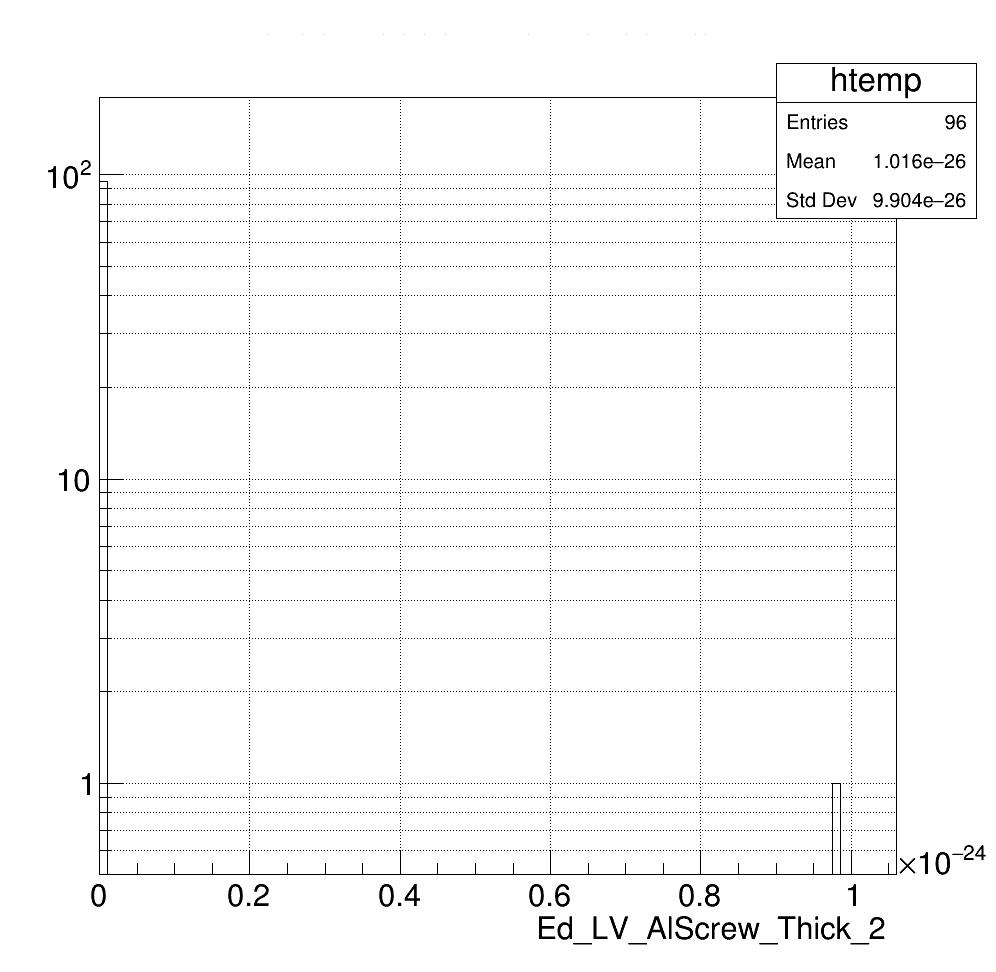 htemp
Entries 96
Mean 1.016e−26
Std Dev 9.904e−26
10²
10
1
0 0.2 0.4 0.6 0.8 1
×10⁻²⁴
Ed_LV_AlScrew_Thick_2